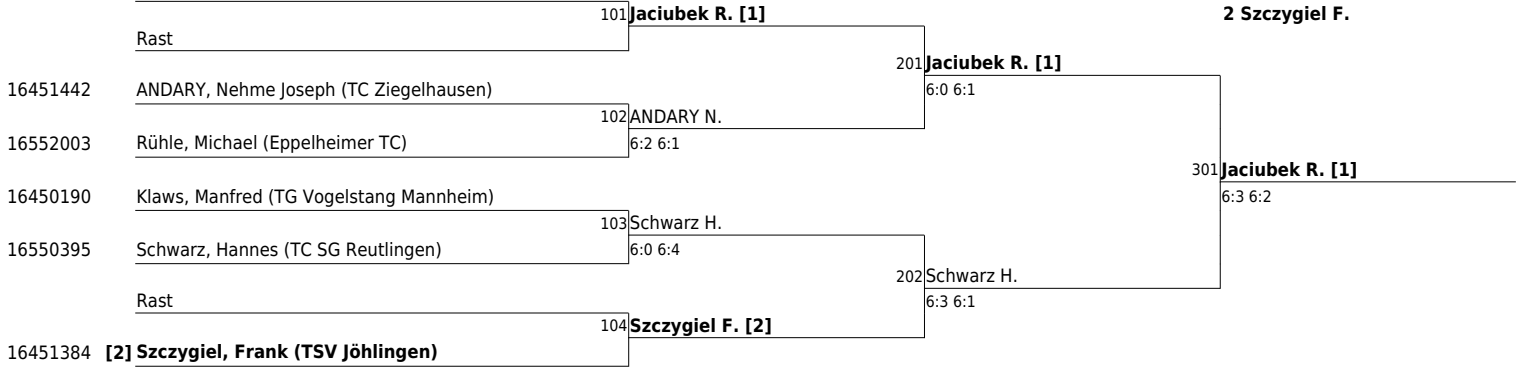 101 Jaciubek R. [1]
2 Szczygiel F.
Rast
201 Jaciubek R. [1]
16451442 ANDARY, Nehme Joseph (TC Ziegelhausen)
6:0 6:1
102 ANDARY N.
16552003 Rühle, Michael (Eppelheimer TC)
6:2 6:1
301 Jaciubek R. [1]
16450190 Klaws, Manfred (TG Vogelstang Mannheim)
6:3 6:2
103 Schwarz H.
16550395 Schwarz, Hannes (TC SG Reutlingen)
6:0 6:4
202 Schwarz H.
Rast
6:3 6:1
104 Szczygiel F. [2]
16451384 [2] Szczygiel, Frank (TSV Jöhlingen)